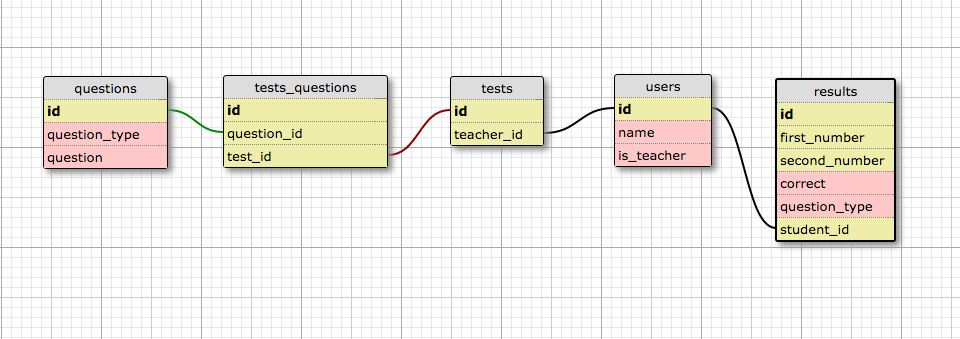 questions
id
question_type
question
tests_questions
id
question_id
test_id
tests
id
teacher_id
users
id
name
is_teacher
results
id
first_number
second_number
correct
question_type
student_id